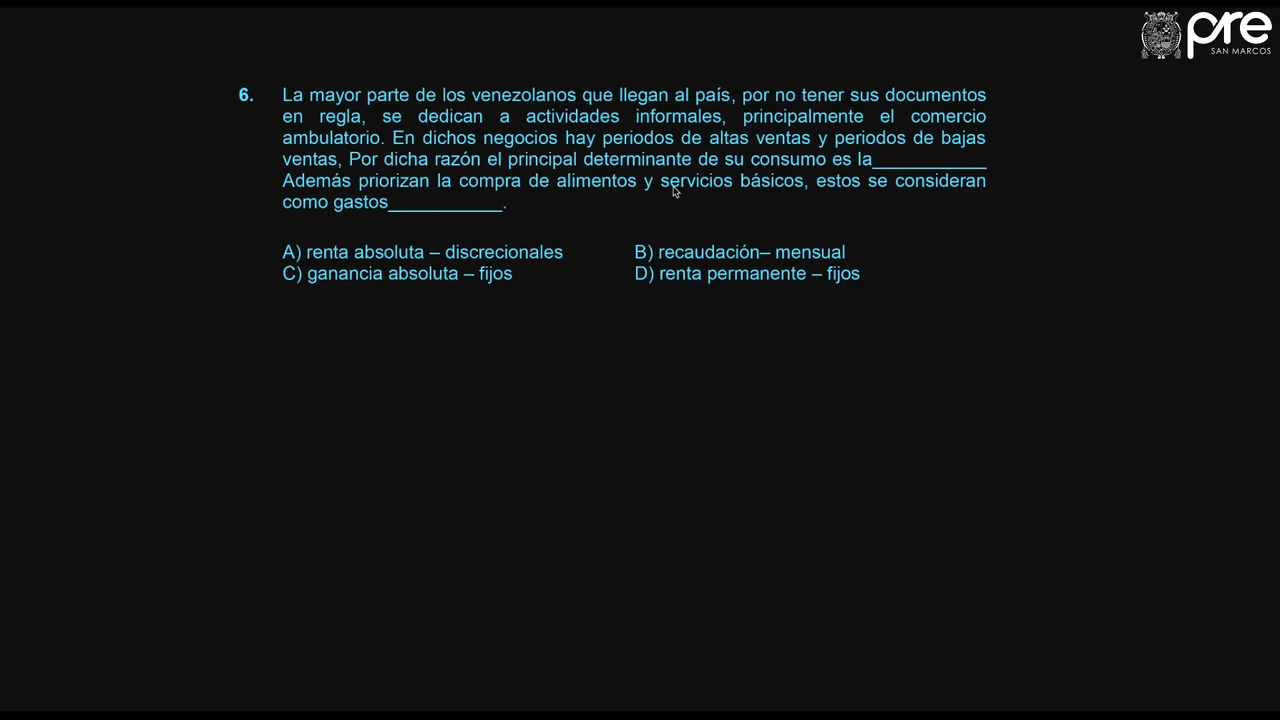 pre
SAN MARCOS
6. La mayor parte de los venezolanos que llegan al país, por no tener sus documentos
en regla, se dedican a actividades informales, principalmente el comercio
ambulatorio. En dichos negocios hay periodos de altas ventas y periodos de bajas
ventas, Por dicha razón el principal determinante de su consumo es la___________
Además priorizan la compra de alimentos y servicios básicos, estos se consideran
como gastos___________.
A) renta absoluta – discrecionales B) recaudación– mensual
C) ganancia absoluta – fijos D) renta permanente – fijos